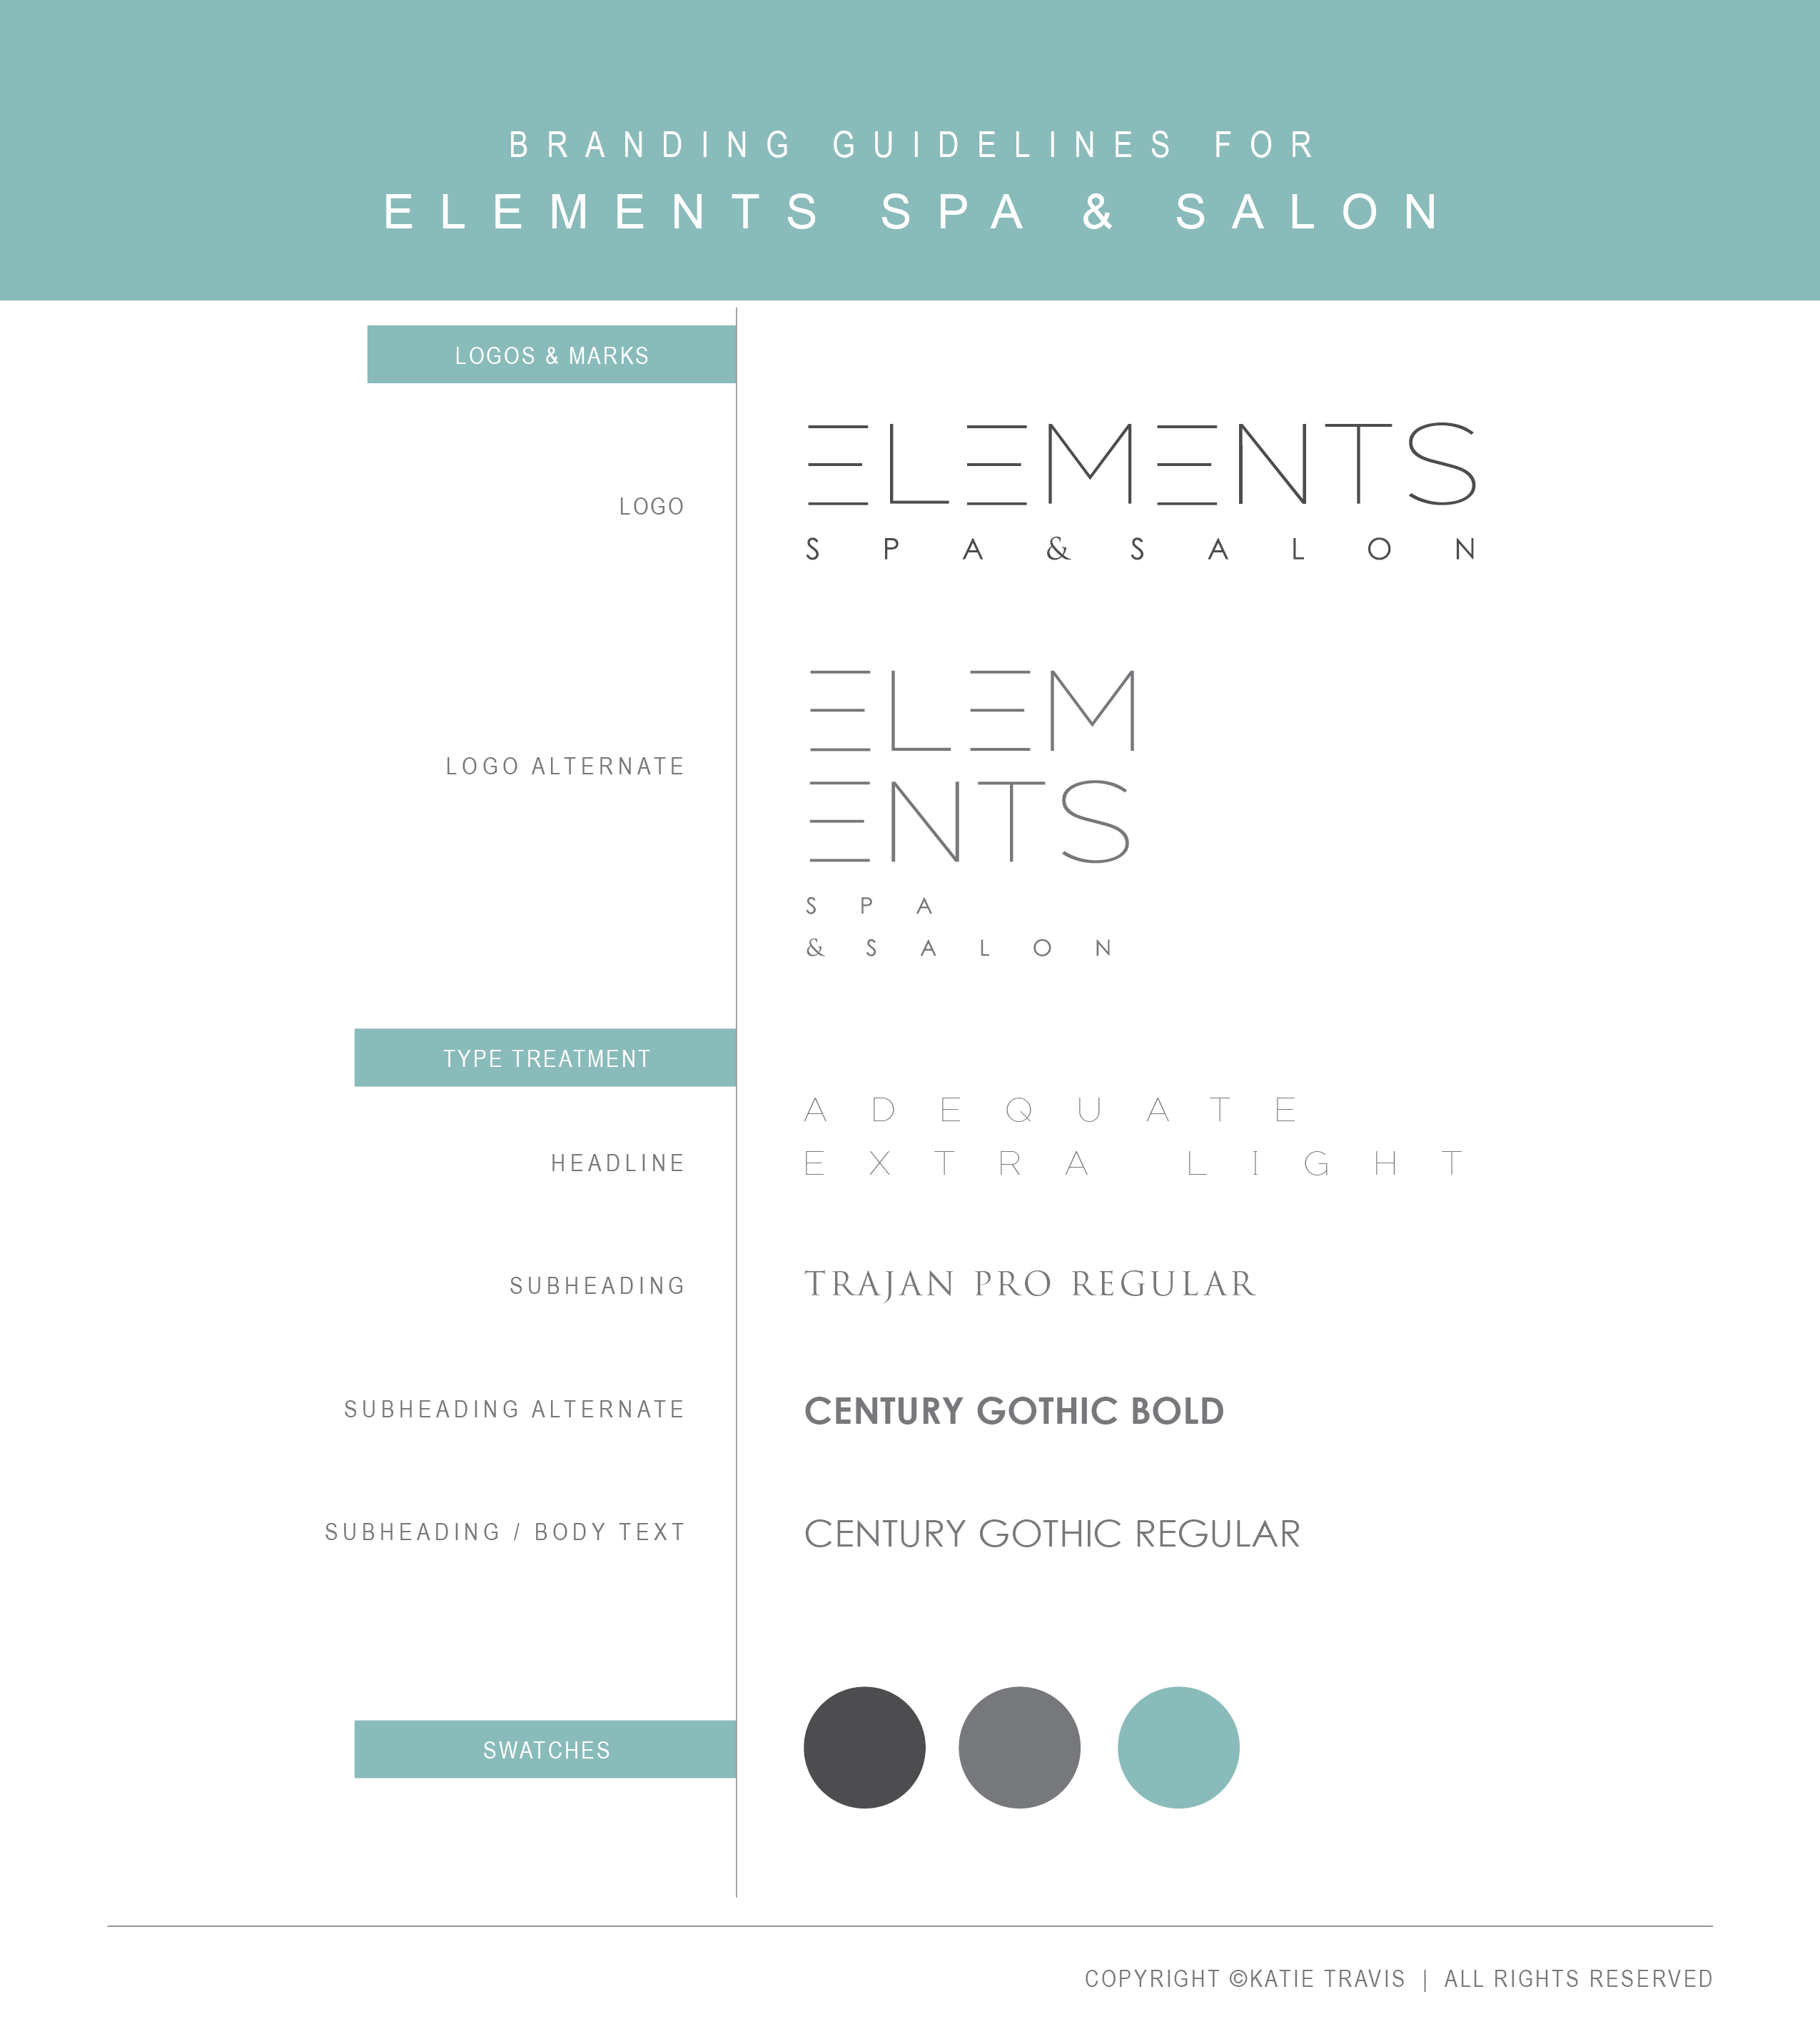 BRANDING GUIDELINES FOR
ELEMENTS SPA & SALON
LOGOS & MARKS
LOGO
ELEMENTS
SPA&SALON
LOGO ALTERNATE
ELEM
ENTS
SPA
&SALON
TYPE TREATMENT
HEADLINE
ADEQUATE
EXTRA LIGHT
SUBHEADING
TRAJAN PRO REGULAR
SUBHEADING ALTERNATE
CENTURY GOTHIC BOLD
SUBHEADING / BODY TEXT
CENTURY GOTHIC REGULAR
SWATCHES
COPYRIGHT ©KATIE TRAVIS | ALL RIGHTS RESERVED